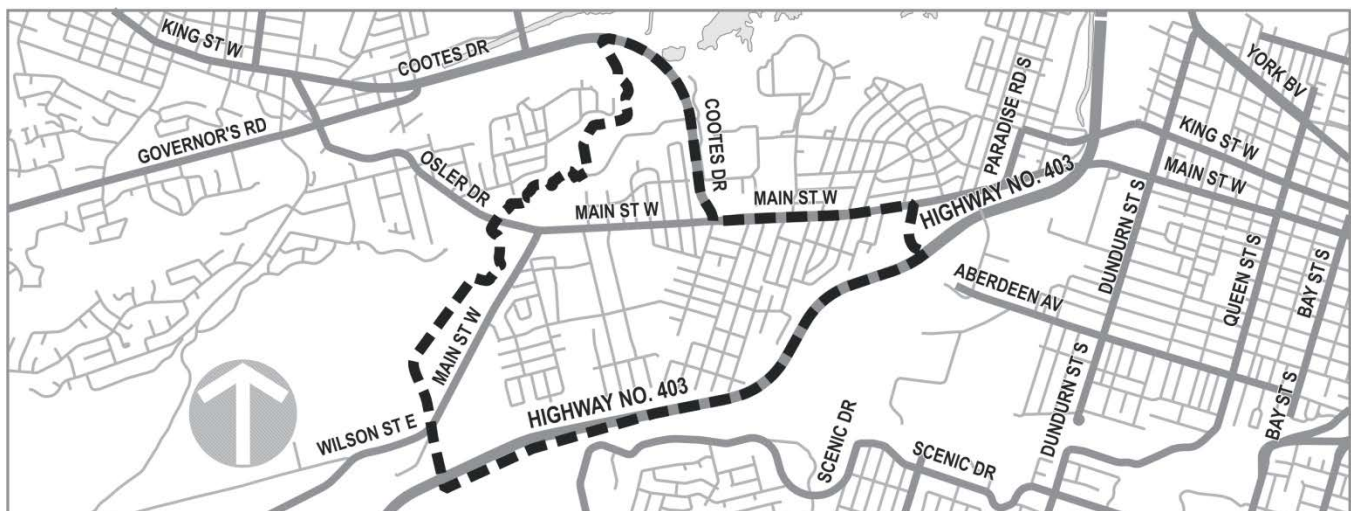 KING ST W
COOTES DR
GOVERNOR'S RD
OSLER DR
COOTES DR
MAIN ST W
MAIN ST W
PARADISE RD S
HIGHWAY NO. 403
YORK BV
KING ST W
MAIN ST W
DUNDURN ST S
QUEEN ST S
BAY ST S
ABERDEEN AV
MAIN ST W
WILSON ST E
HIGHWAY NO. 403
SCENIC DR
SCENIC DR
DUNDURN ST S
BAY ST S